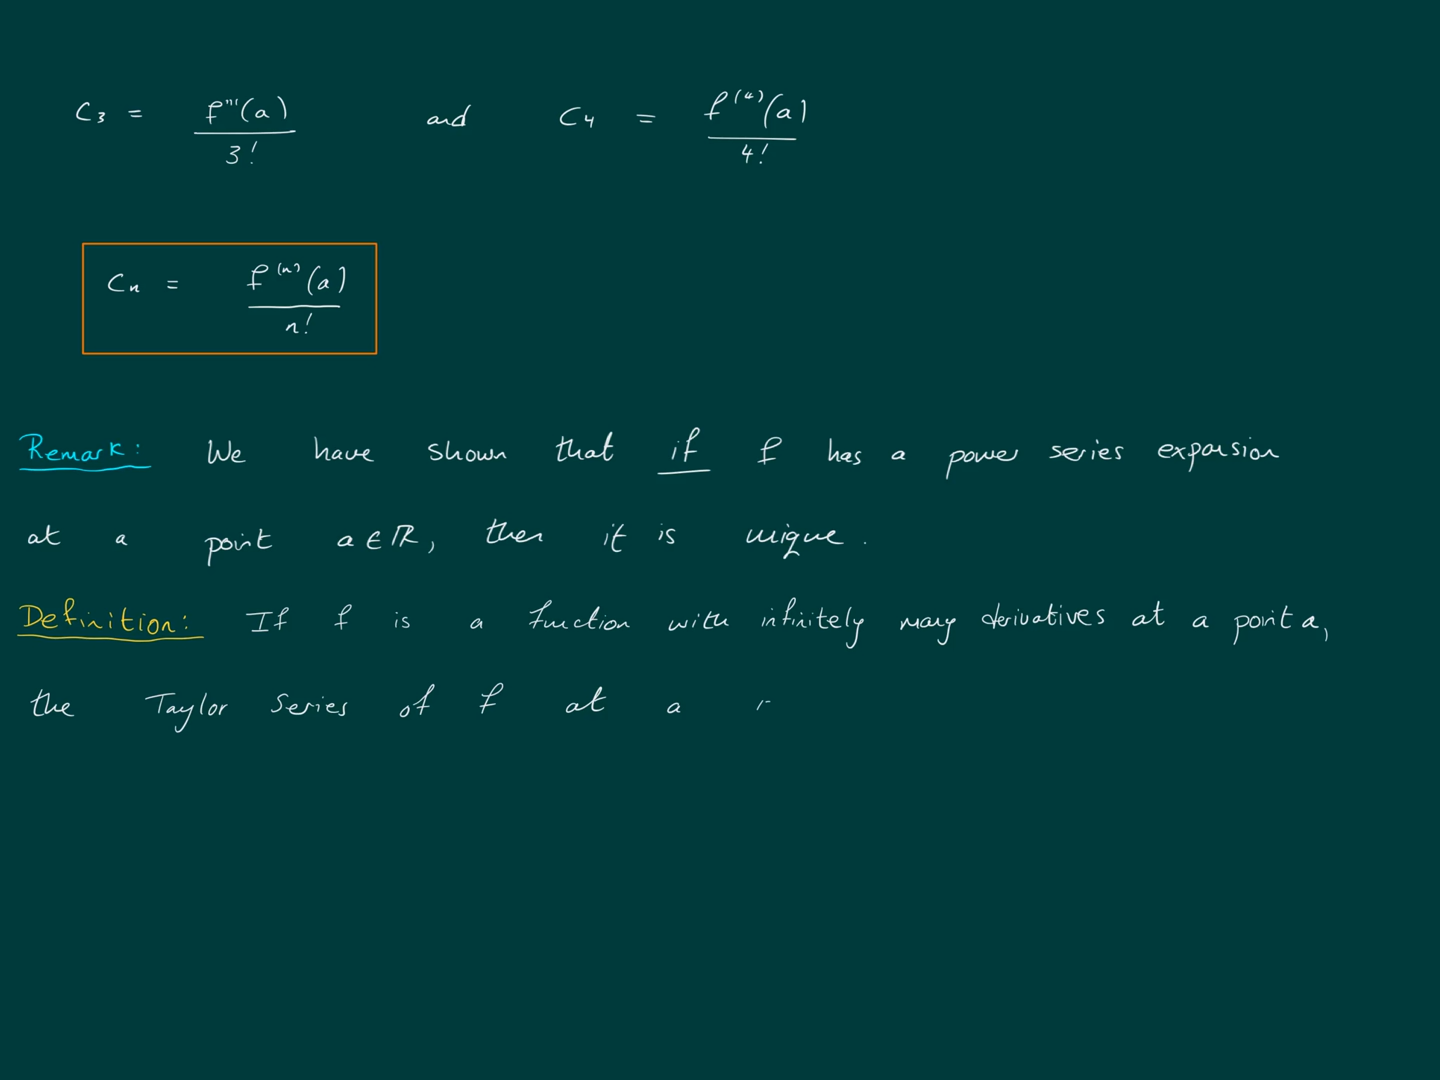 C₃ = f'''(a) / 3! and C₄ = f⁽⁴⁾(a) / 4!
Cₙ = f⁽ⁿ⁾(a) / n!
Remark: We have shown that if f has a power series expansion
at a point a ∈ ℝ, then it is unique.
Definition: If f is a function with infinitely many derivatives at a point a,
the Taylor Series of f at a